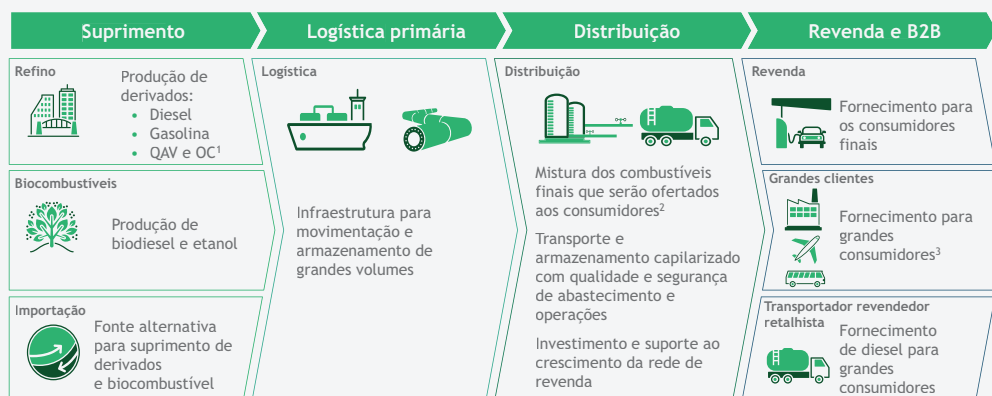 Suprimento
Logística primária
Distribuição
Revenda e B2B
Refino
Produção de
derivados:
• Diesel
• Gasolina
• QAV e OC¹
Biocombustíveis
Produção de
biodiesel e etanol
Importação
Fonte alternativa
para suprimento de
derivados
e biocombustível
Logística
Infraestrutura para
movimentação e
armazenamento de
grandes volumes
Distribuição
Mistura dos combustíveis
finais que serão ofertados
aos consumidores²
Transporte e
armazenamento capilarizado
com qualidade e segurança
de abastecimento e
operações
Investimento e suporte ao
crescimento da rede de
revenda
Revenda
Fornecimento para
os consumidores
finais
Grandes clientes
Fornecimento para
grandes
consumidores³
Transportador revendedor
retalhista
Fornecimento
de diesel para
grandes
consumidores